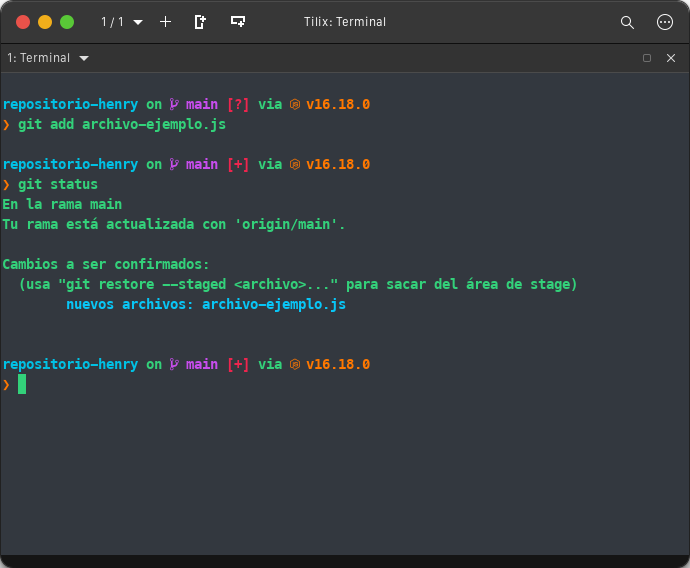 1 / 1
Tilix: Terminal
1: Terminal
repositorio-henry on main [?] via v16.18.0
❯ git add archivo-ejemplo.js
repositorio-henry on main [+] via v16.18.0
❯ git status
En la rama main
Tu rama está actualizada con 'origin/main'.
Cambios a ser confirmados:
(usa "git restore --staged <archivo>..." para sacar del área de stage)
nuevos archivos: archivo-ejemplo.js
repositorio-henry on main [+] via v16.18.0
❯